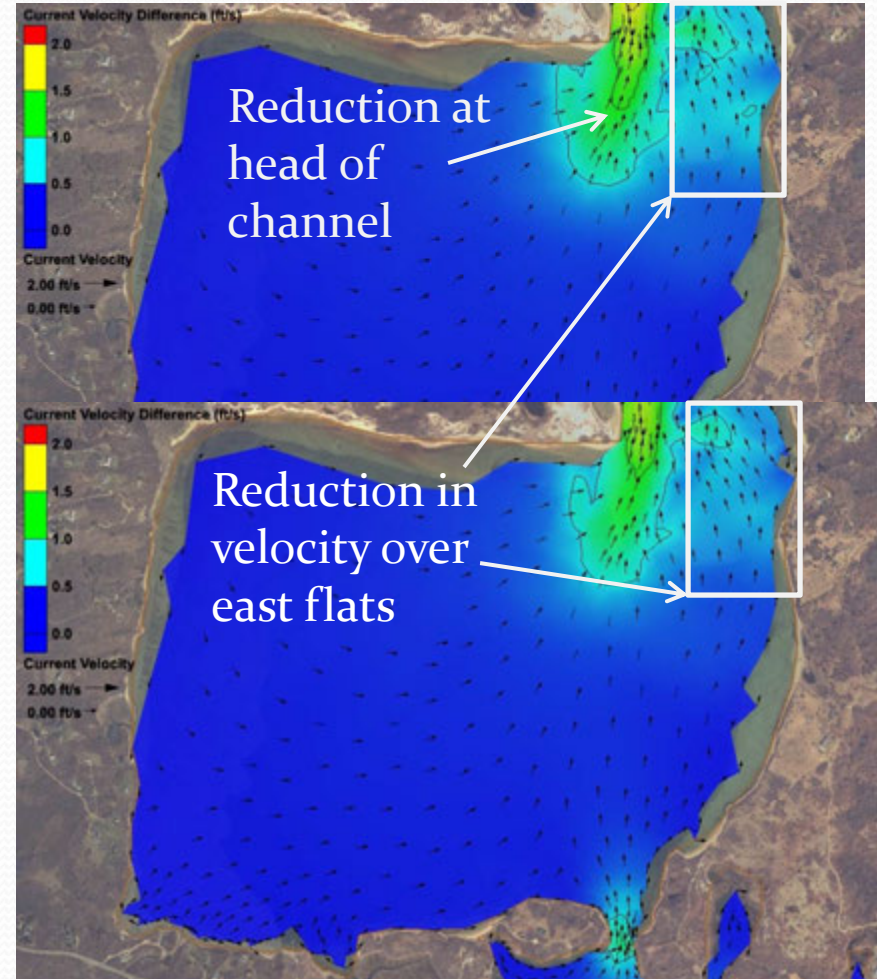 Current Velocity Difference (ft/s)
2.0
1.5
1.0
0.5
0.0
Current Velocity
2.00 ft/s
0.00 ft/s
Reduction at
head of
channel
Current Velocity Difference (ft/s)
2.0
1.5
1.0
0.5
0.0
Current Velocity
2.00 ft/s
0.00 ft/s
Reduction in
velocity over
east flats